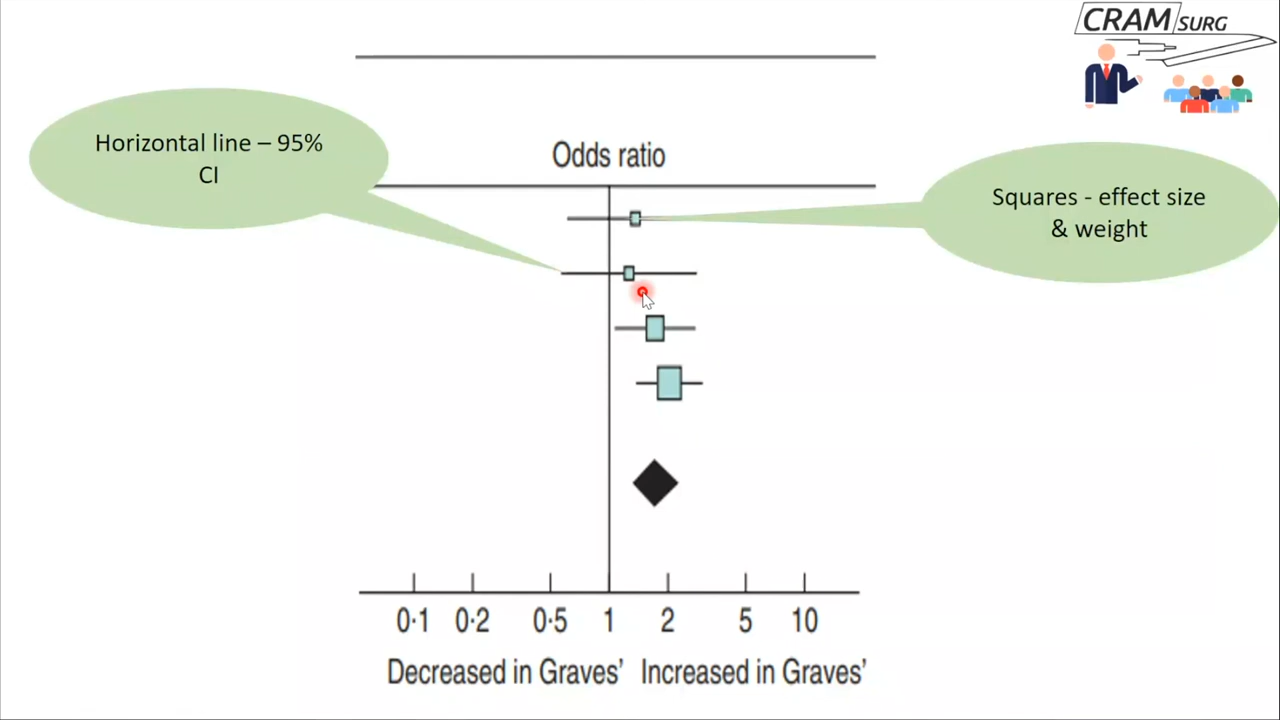 CRAM SURG
Horizontal line – 95%
CI
Odds ratio
Squares - effect size
& weight
0·1 0·2 0·5 1 2 5 10
Decreased in Graves’ Increased in Graves’